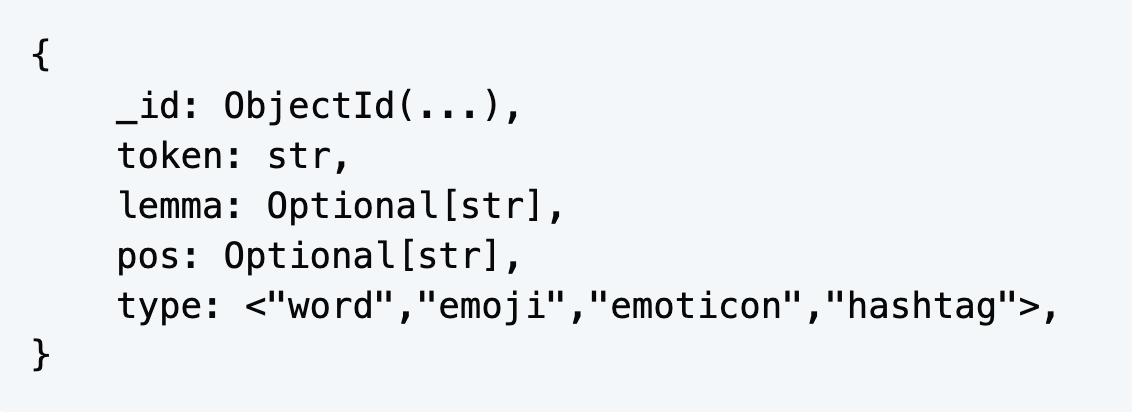 {
    _id: ObjectId(...),
    token: str,
    lemma: Optional[str],
    pos: Optional[str],
    type: <"word","emoji","emoticon","hashtag">,
}